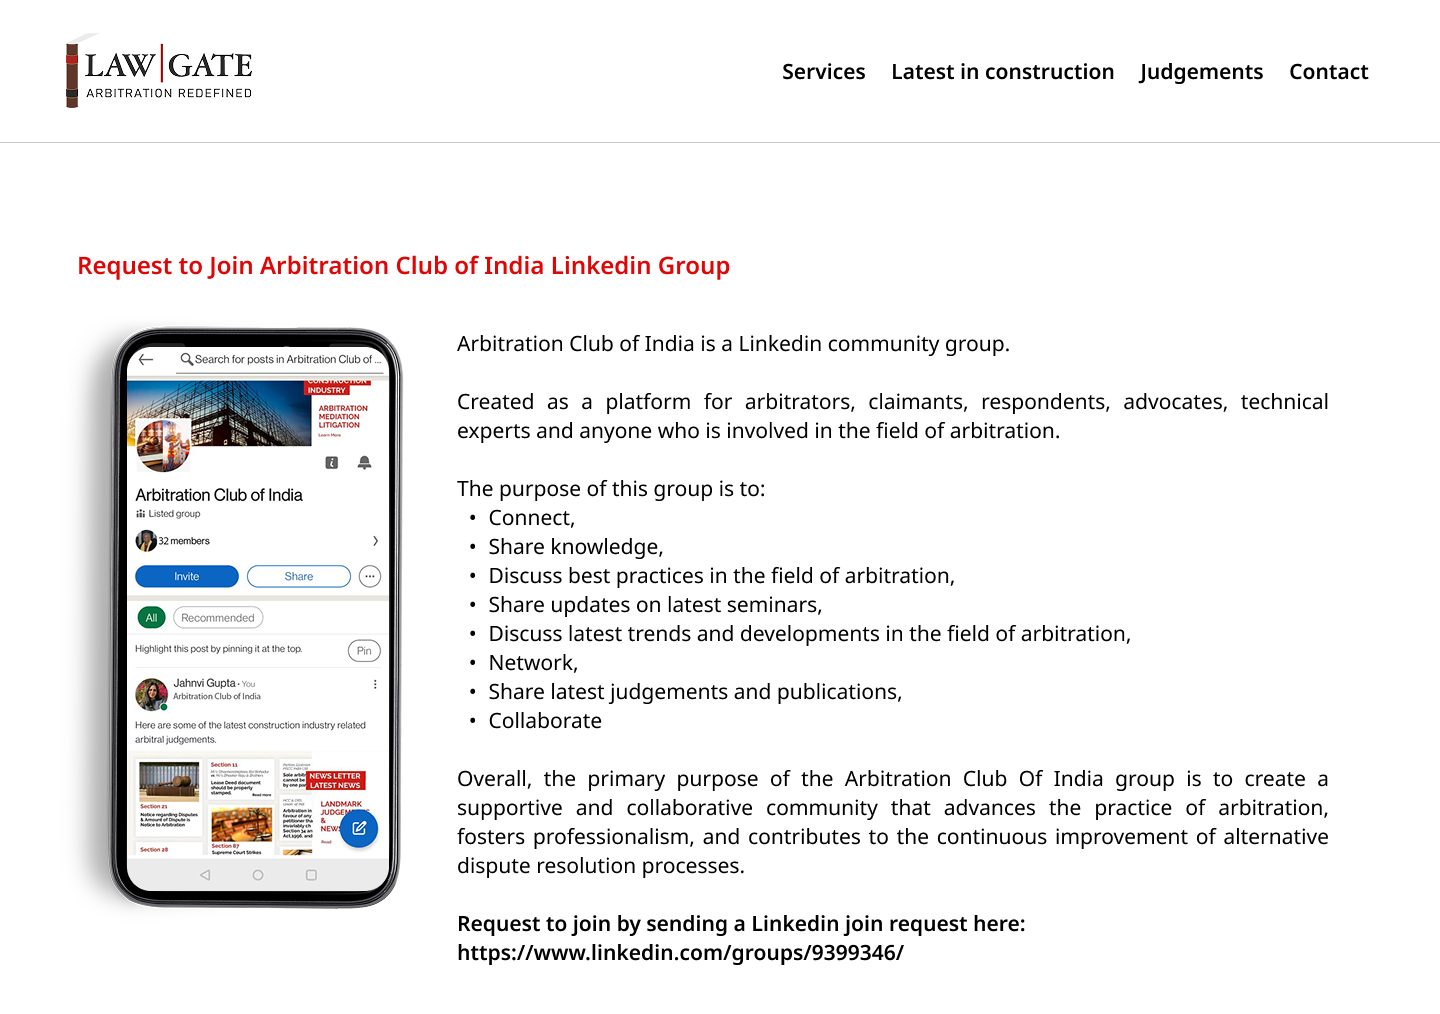 LAW GATE
ARBITRATION REDEFINED
Services
Latest in construction
Judgements
Contact
Request to Join Arbitration Club of India Linkedin Group
Search for posts in Arbitration Club of ...
CONSTRUCTION
INDUSTRY
ARBITRATION
MEDIATION
LITIGATION
Learn More
Arbitration Club of India
Listed group
32 members
Invite
Share
All
Recommended
Highlight this post by pinning it at the top.
Pin
Jahnvi Gupta • You
Arbitration Club of India
Here are some of the latest construction industry related
arbitral judgements.
Section 11
Lease Deed document
should be properly
stamped.
Read more
NEWS LETTER
LATEST NEWS
LANDMARK
&
Read
Section 21
Notice regarding Disputes
& Amount of Dispute is
Notice to Arbitration
Section 28
Section 87
Supreme Court Strikes
Arbitration Club of India is a Linkedin community group.
Created as a platform for arbitrators, claimants, respondents, advocates, technical
experts and anyone who is involved in the field of arbitration.
The purpose of this group is to:
• Connect,
• Share knowledge,
• Discuss best practices in the field of arbitration,
• Share updates on latest seminars,
• Discuss latest trends and developments in the field of arbitration,
• Network,
• Share latest judgements and publications,
• Collaborate
Overall, the primary purpose of the Arbitration Club Of India group is to create a
supportive and collaborative community that advances the practice of arbitration,
fosters professionalism, and contributes to the continuous improvement of alternative
dispute resolution processes.
Request to join by sending a Linkedin join request here:
https://www.linkedin.com/groups/9399346/